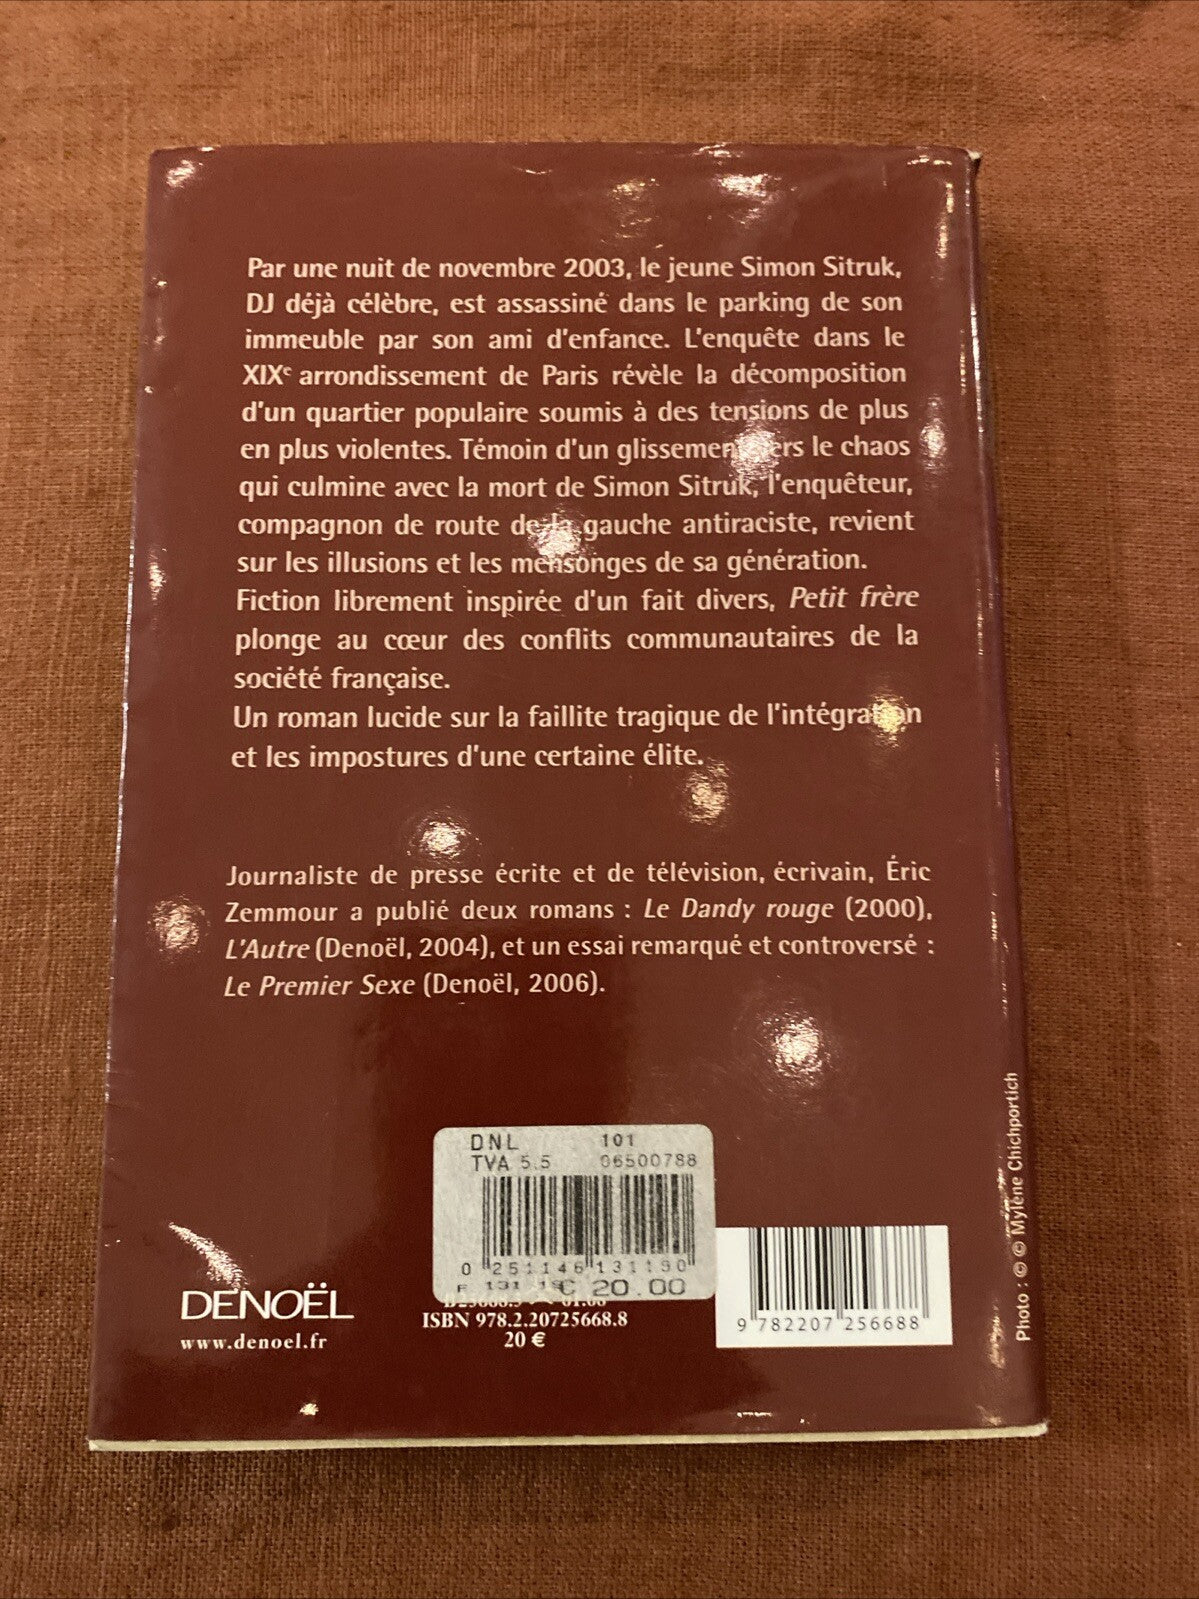 Par une nuit de novembre 2003, le jeune Simon Sitruk,
DJ déjà célèbre, est assassiné dans le parking de son
immeuble par son ami d'enfance. L'enquête dans le
XIXe arrondissement de Paris révèle la décomposition
d'un quartier populaire soumis à des tensions de plus
en plus violentes. Témoin d'un glissement vers le chaos
qui culmine avec la mort de Simon Sitruk, l'enquêteur,
compagnon de route de la gauche antiraciste, revient
sur les illusions et les mensonges de sa génération.
Fiction librement inspirée d'un fait divers, Petit frère
plonge au cœur des conflits communautaires de la
société française.
Un roman lucide sur la faillite tragique de l'intégration
et les impostures d'une certaine élite.
Journaliste de presse écrite et de télévision, écrivain, Éric
Zemmour a publié deux romans : Le Dandy rouge (2000),
L'Autre (Denoël, 2004), et un essai remarqué et controversé :
Le Premier Sexe (Denoël, 2006).
DNL 101
TVA 5.5 06500788
0 251146 131190
€ 20.00
DENOËL
www.denoel.fr
ISBN 978.2.20725668.8
20 €
9 782207 256688
Photo : © © Mylène Chichportich